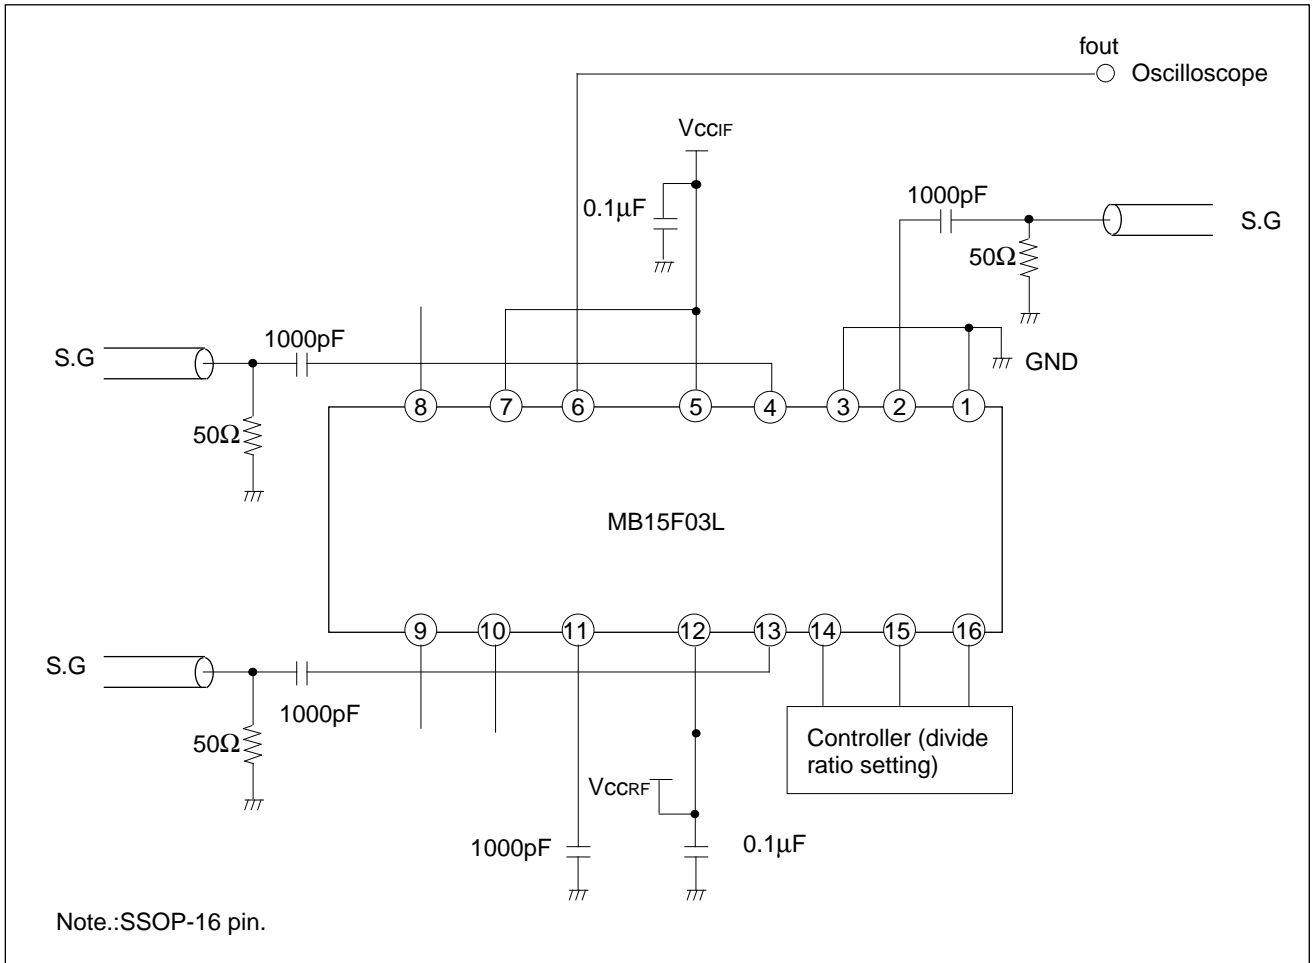 fout
Oscilloscope
VCCIF
0.1μF
1000pF
S.G
50Ω
GND
1000pF
S.G
50Ω
8 7 6 5 4 3 2 1
MB15F03L
9 10 11 12 13 14 15 16
S.G
1000pF
50Ω
Controller (divide
ratio setting)
VCCRF
1000pF
0.1μF
Note.:SSOP-16 pin.